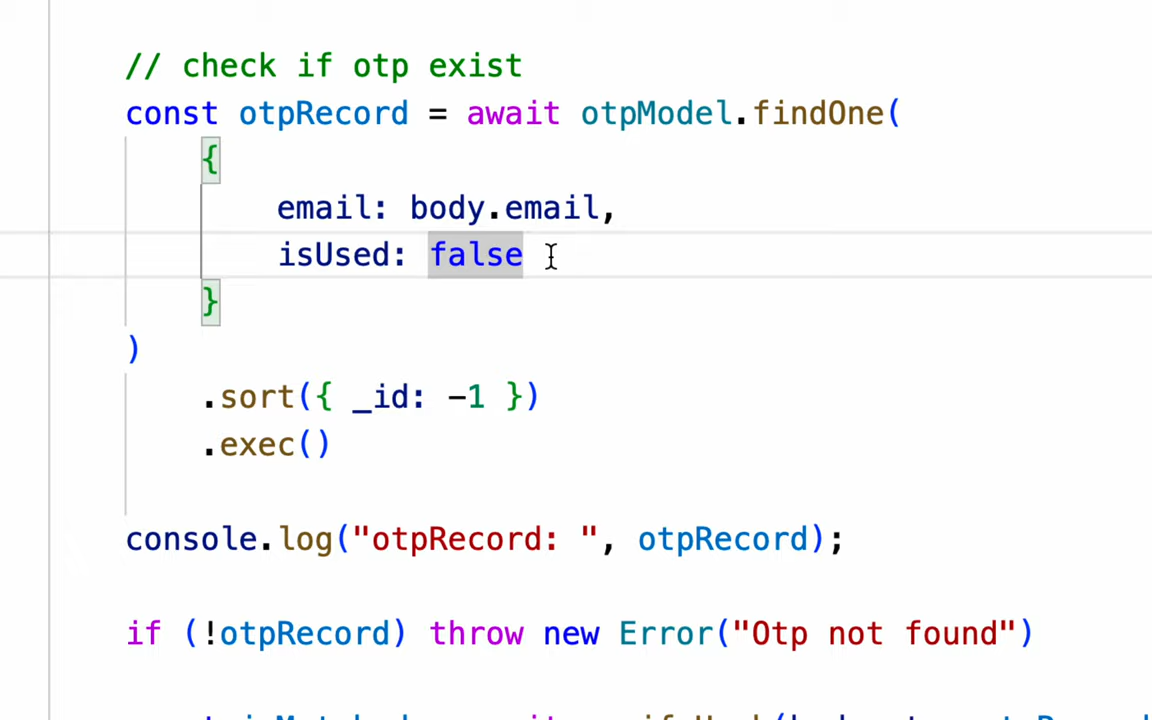 // check if otp exist
const otpRecord = await otpModel.findOne(
{
email: body.email,
isUsed: false
}
)
.sort({ _id: -1 })
.exec()
console.log("otpRecord: ", otpRecord);
if (!otpRecord) throw new Error("Otp not found")